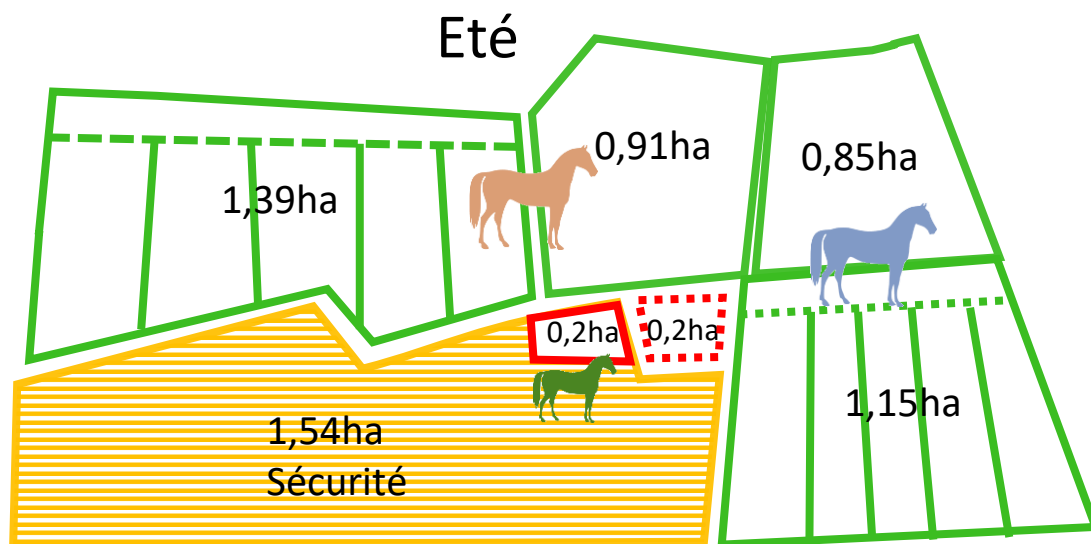 Eté
0,91ha
0,85ha
1,39ha
0,2ha
0,2ha
1,15ha
1,54ha
Sécurité